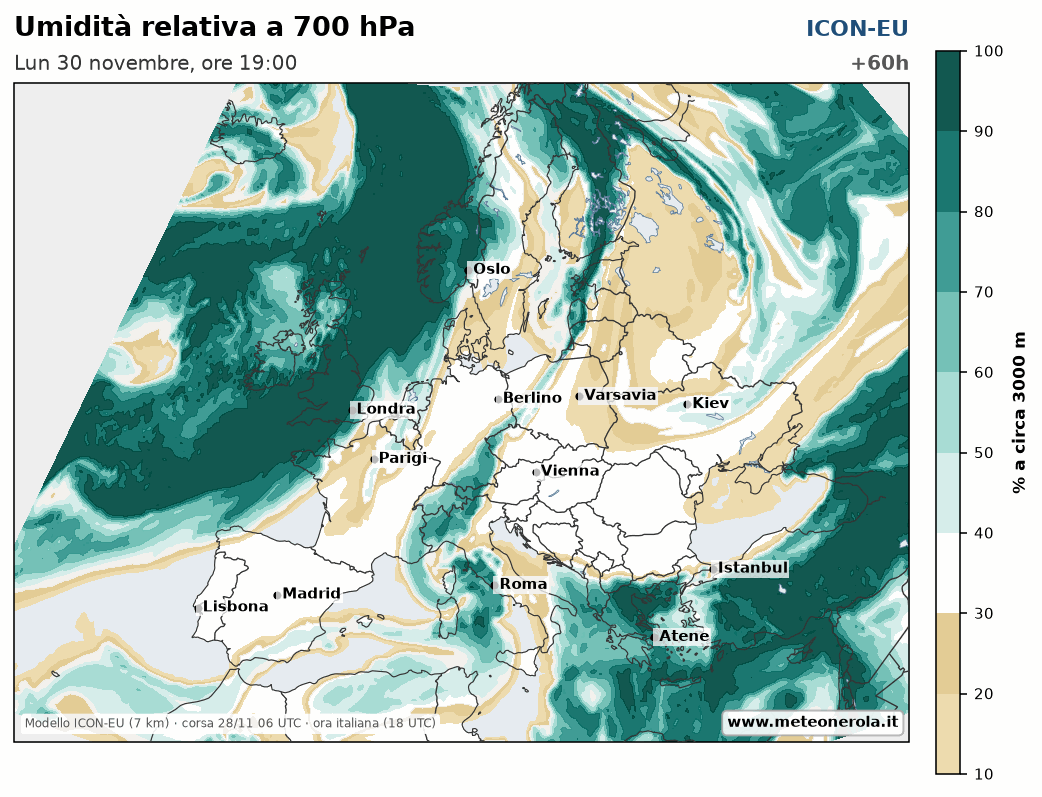 Umidità relativa a 700 hPa
ICON-EU
Lun 30 novembre, ore 19:00
+60h
Oslo
Londra
Berlino
Varsavia
Kiev
Parigi
Vienna
Roma
Istanbul
Madrid
Lisbona
Atene
Modello ICON-EU (7 km) · corsa 28/11 06 UTC · ora italiana (18 UTC)
www.meteonerola.it
100
90
80
70
60
50
40
30
20
10
% a circa 3000 m